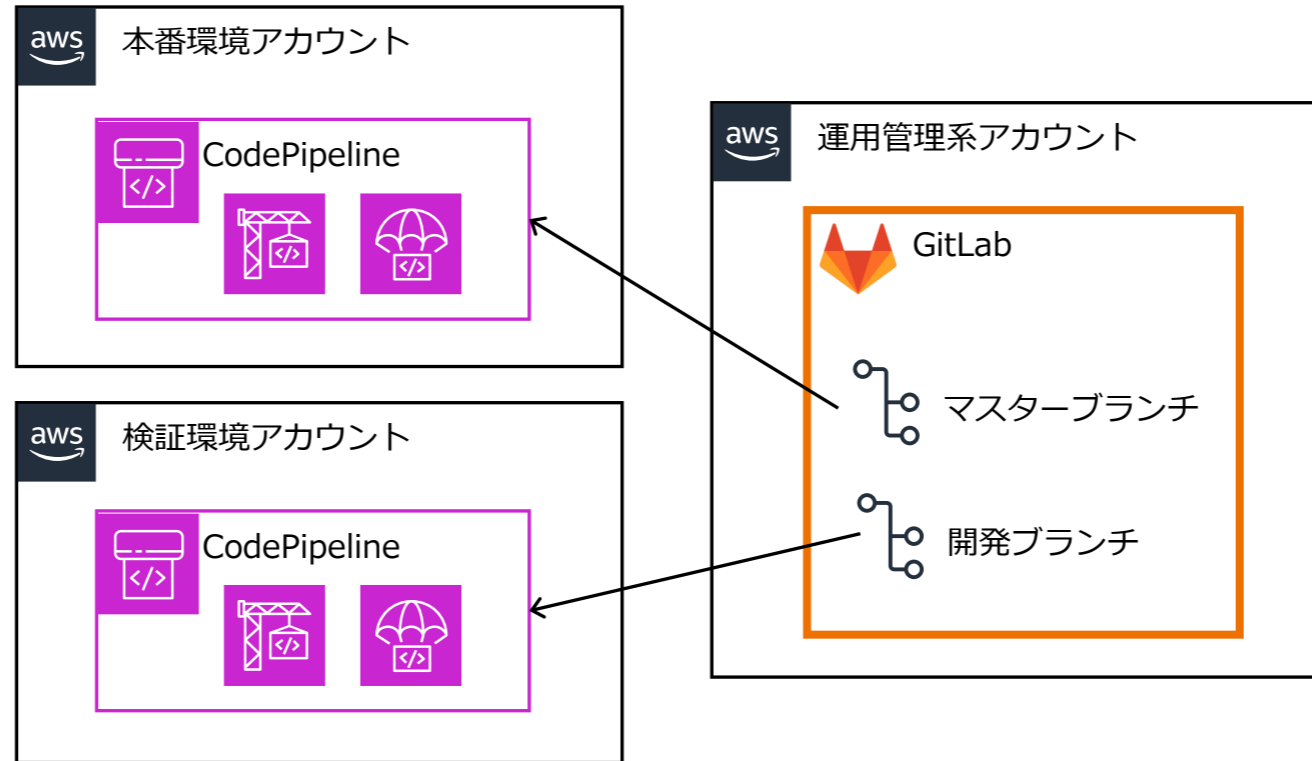 aws
本番環境アカウント
CodePipeline
</>
</>
</>
aws
検証環境アカウント
CodePipeline
</>
</>
</>
aws
運用管理系アカウント
GitLab
マスターブランチ
開発ブランチ